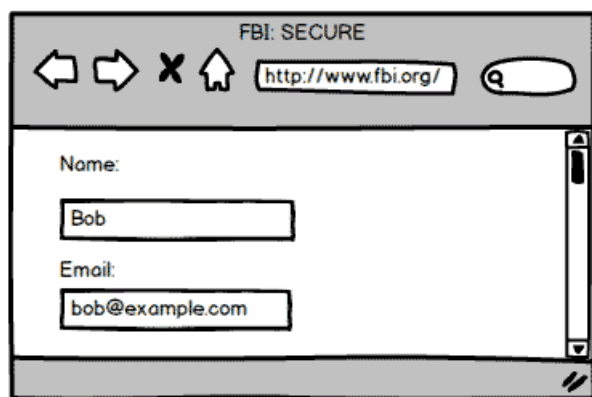 FBI: SECURE
http://www.fbi.org/
Name:
Bob
Email:
bob@example.com